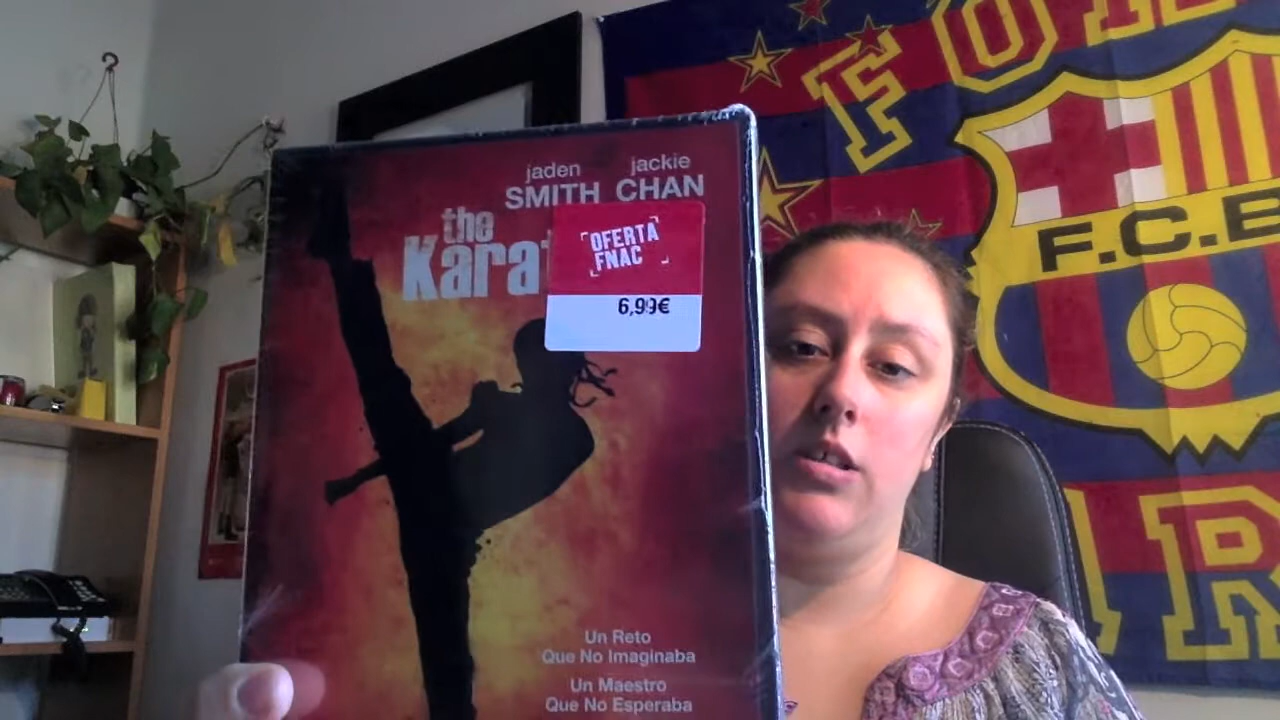 jaden jackie
SMITH CHAN
the
Kara
OFERTA
FNAC
6,99€
Un Reto
Que No Imaginaba
Un Maestro
Que No Esperaba
F.C.B